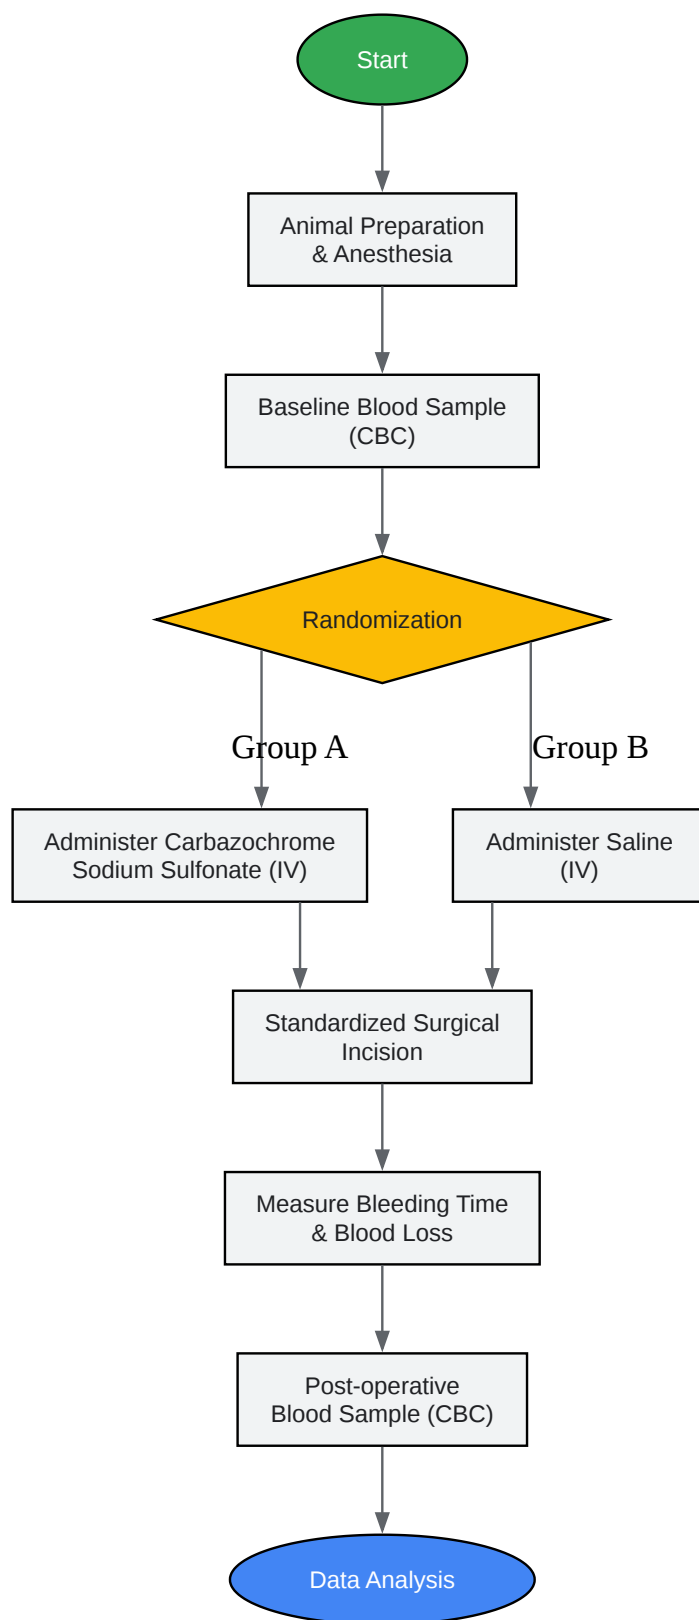 Start
Animal Preparation
& Anesthesia
Baseline Blood Sample
(CBC)
Randomization
Group A
Group B
Administer Carbazochrome
Sodium Sulfonate (IV)
Administer Saline
(IV)
Standardized Surgical
Incision
Measure Bleeding Time
& Blood Loss
Post-operative
Blood Sample (CBC)
Data Analysis